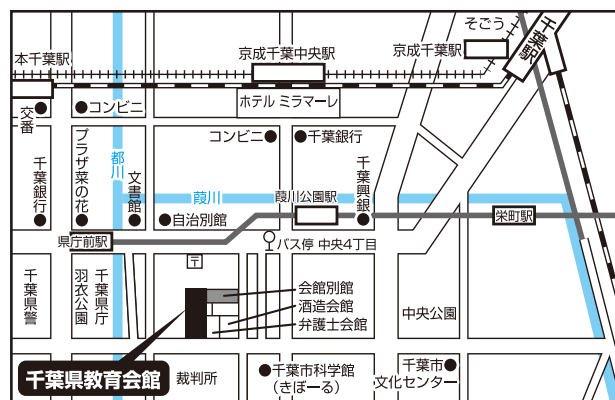 そごう
千葉駅
本千葉駅
京成千葉中央駅
京成千葉駅
ホテル ミラマーレ
交番
コンビニ
コンビニ
千葉銀行
千葉銀行
プラザ菜の花
都川
文書館
葭川
自治別館
葭川公園駅
千葉興銀
栄町駅
県庁前駅
バス停 中央4丁目
〒
千葉県警
羽衣公園
千葉県庁
会館別館
酒造会館
弁護士会館
中央公園
千葉県教育会館
裁判所
千葉市科学館
(きぼーる)
千葉市
文化センター